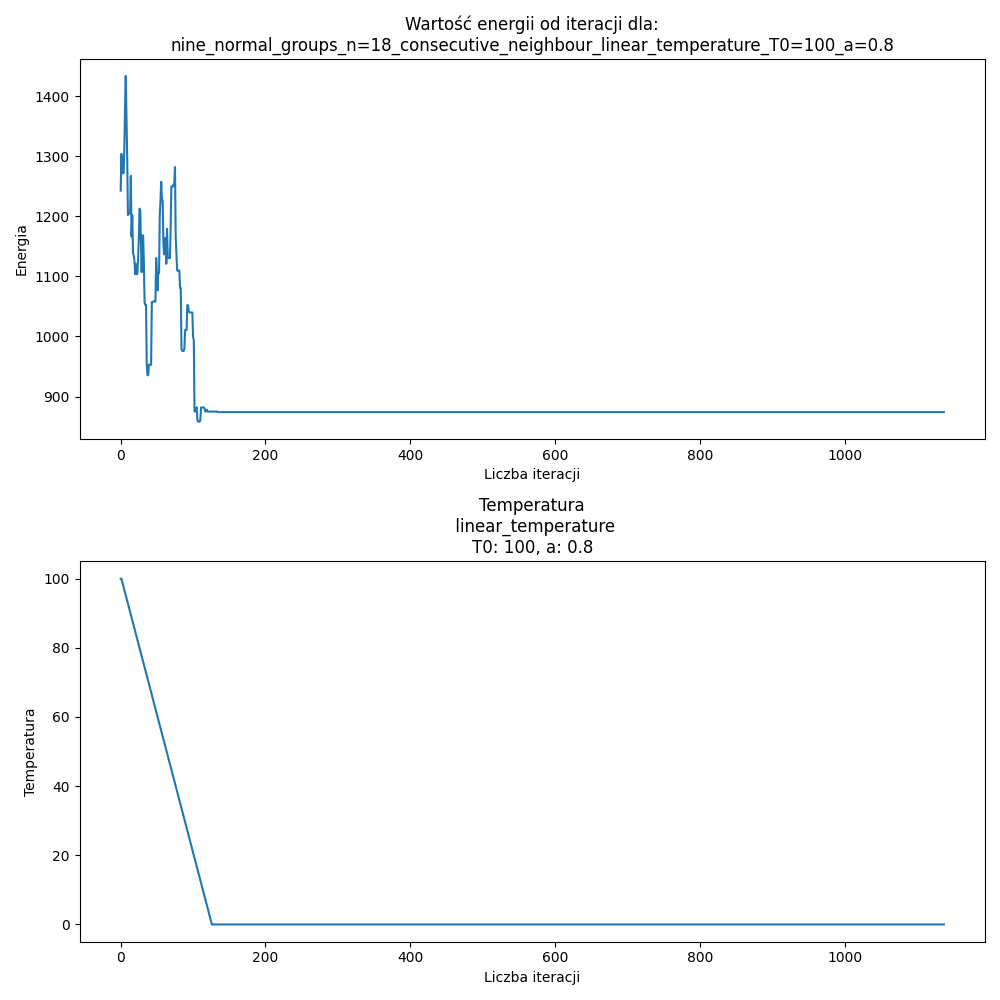 Wartość energii od iteracji dla:
nine_normal_groups_n=18_consecutive_neighbour_linear_temperature_T0=100_a=0.8
1400
1300
1200
1100
1000
900
Energia
0 200 400 600 800 1000
Liczba iteracji
Temperatura
linear_temperature
T0: 100, a: 0.8
100
80
60
40
20
0
Temperatura
0 200 400 600 800 1000
Liczba iteracji